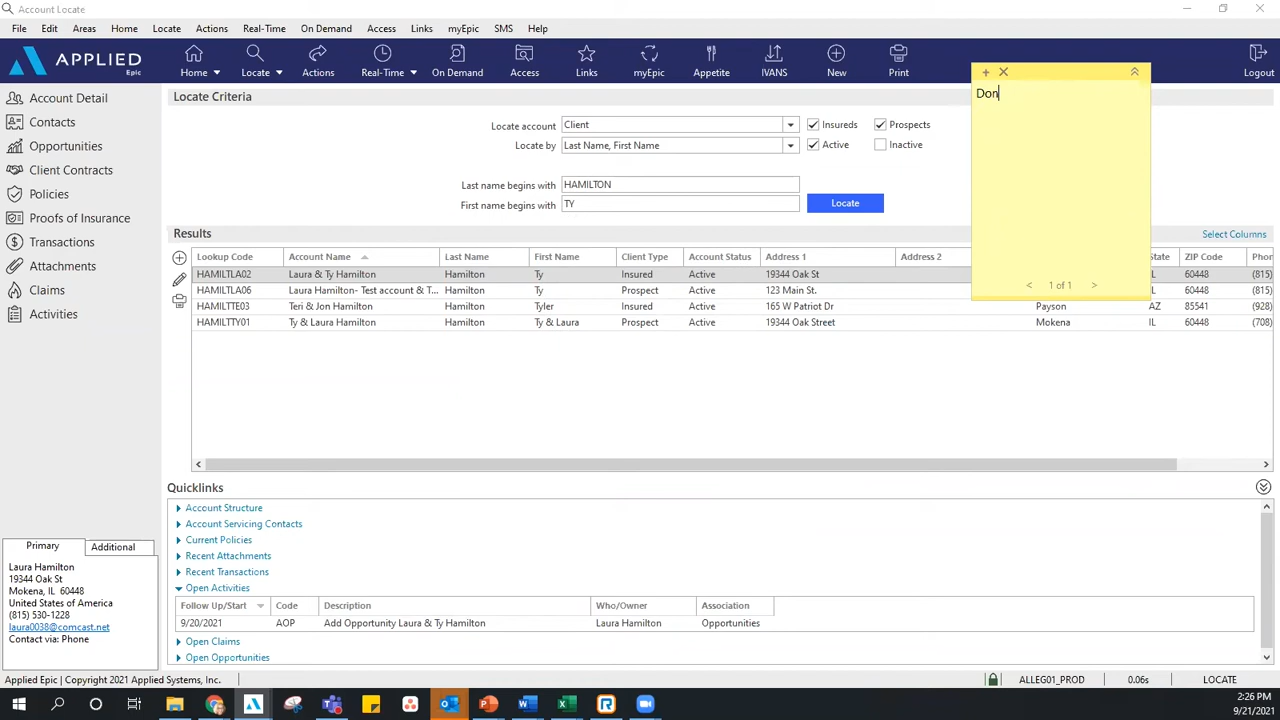 Account Locate
File Edit Areas Home Locate Actions Real-Time On Demand Access Links myEpic SMS Help
APPLIED
Epic
Home Locate Actions Real-Time On Demand Access Links myEpic Appetite IVANS New Print Logout
Account Detail
Contacts
Opportunities
Client Contracts
Policies
Proofs of Insurance
Transactions
Attachments
Claims
Activities
Locate Criteria
Locate account Client Insureds Prospects
Locate by Last Name, First Name Active Inactive
Last name begins with HAMILTON
First name begins with TY Locate
Don
1 of 1
Results Select Columns
Lookup Code Account Name Last Name First Name Client Type Account Status Address 1 Address 2 State ZIP Code Phon
HAMILTLA02 Laura & Ty Hamilton Hamilton Ty Insured Active 19344 Oak St IL 60448 (815)
HAMILTLA06 Laura Hamilton- Test account & T... Hamilton Ty Prospect Active 123 Main St. IL 60448 (815)
HAMILTTE03 Teri & Jon Hamilton Hamilton Tyler Insured Active 165 W Patriot Dr Payson AZ 85541 (928)
HAMILTTY01 Ty & Laura Hamilton Hamilton Ty & Laura Prospect Active 19344 Oak Street Mokena IL 60448 (708)
Quicklinks
Account Structure
Account Servicing Contacts
Current Policies
Recent Attachments
Recent Transactions
Open Activities
Follow Up/Start Code Description Who/Owner Association
9/20/2021 AOP Add Opportunity Laura & Ty Hamilton Laura Hamilton Opportunities
Open Claims
Open Opportunities
Primary Additional
Laura Hamilton
19344 Oak St
Mokena, IL 60448
United States of America
(815) 530-1228
laura0038@comcast.net
Contact via: Phone
Applied Epic | Copyright 2021 Applied Systems, Inc. ALLEG01_PROD 0.06s LOCATE
2:26 PM
9/21/2021